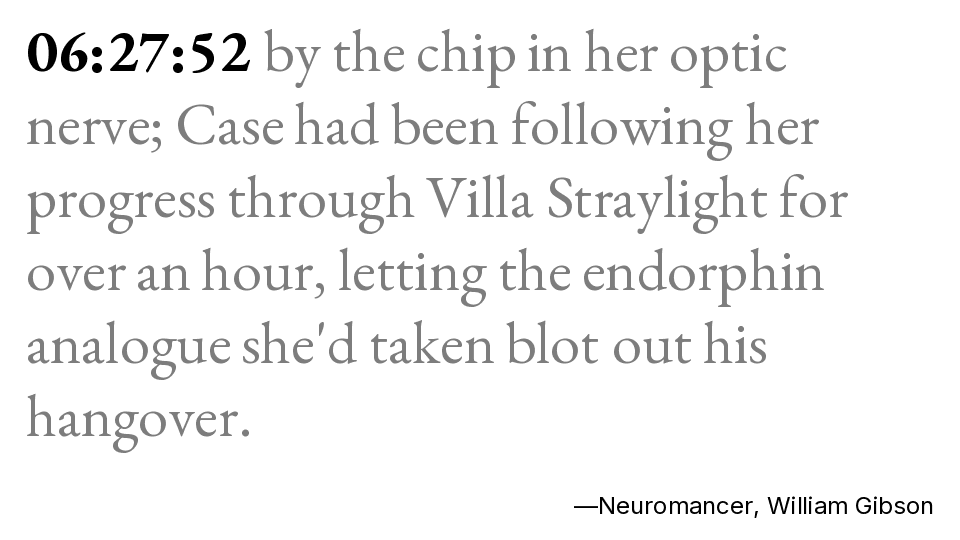 06:27:52 by the chip in her optic
nerve; Case had been following her
progress through Villa Straylight for
over an hour, letting the endorphin
analogue she'd taken blot out his
hangover.
—Neuromancer, William Gibson